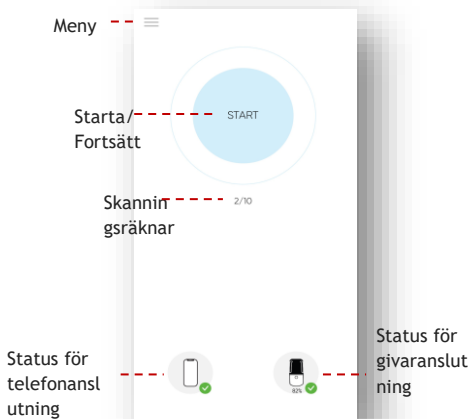 Meny
START
Starta/
Fortsätt
Skannin
gsräknar
2/10
Status för
telefonansl
utning
82%
Status för
givaranslut
ning